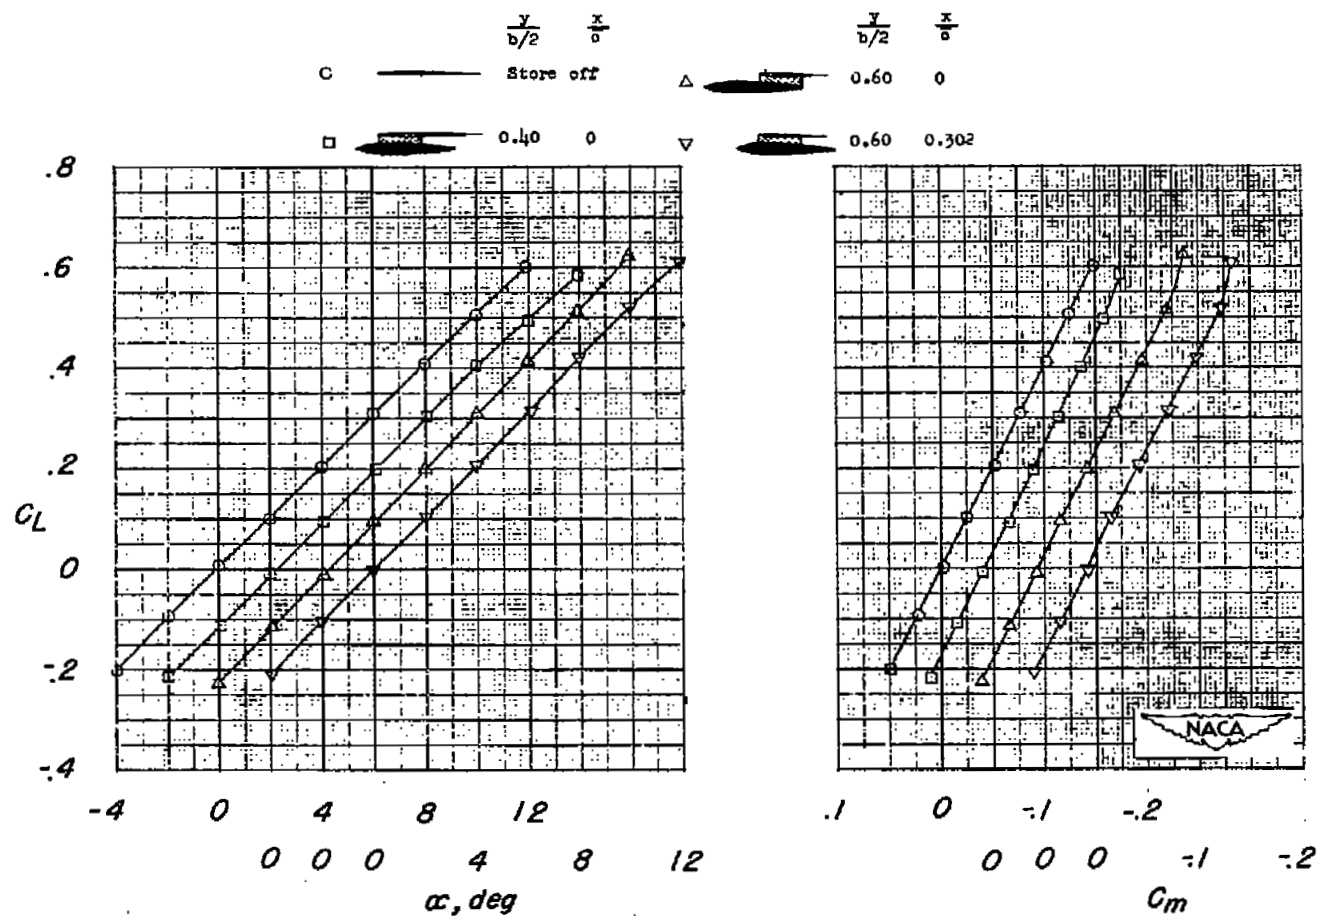 y/b/2 x/c̄ y/b/2 x/c̄
Store off 0.60 0
0.40 0 0.60 0.302
.8
.6
.4
.2
C_L
0
-.2
-.4
-4 0 4 8 12
0 0 0 4 8 12
α, deg
.1 0 -.1 -.2
0 0 0 -.1 -.2
C_m
NACA